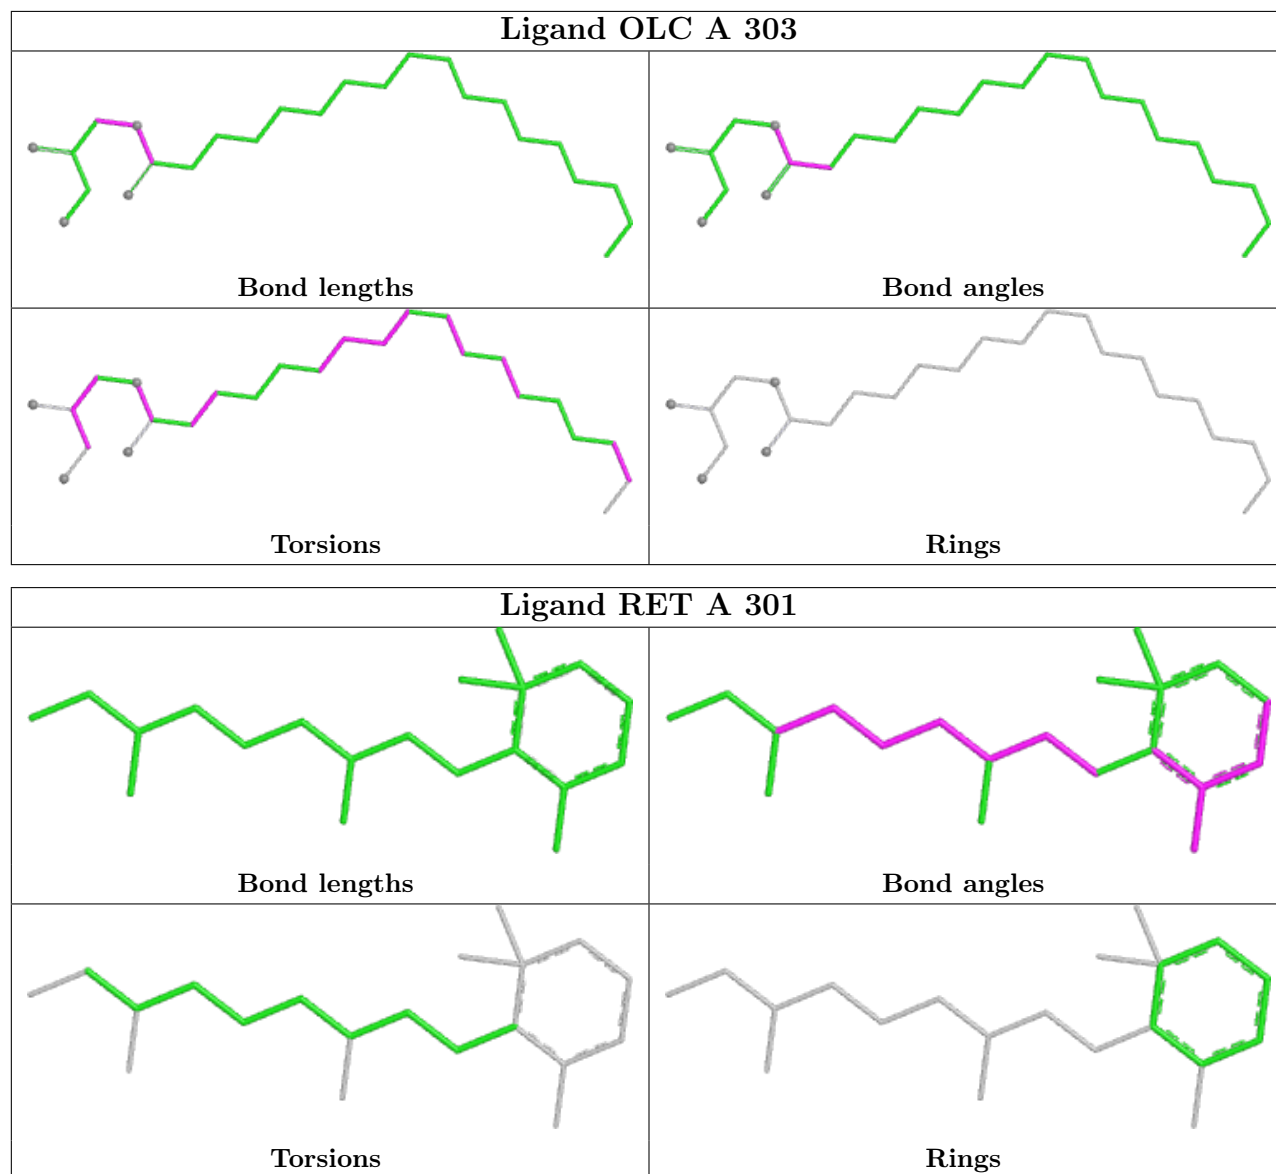 Ligand OLC A 303
Bond lengths
Bond angles
Torsions
Rings
Ligand RET A 301
Bond lengths
Bond angles
Torsions
Rings